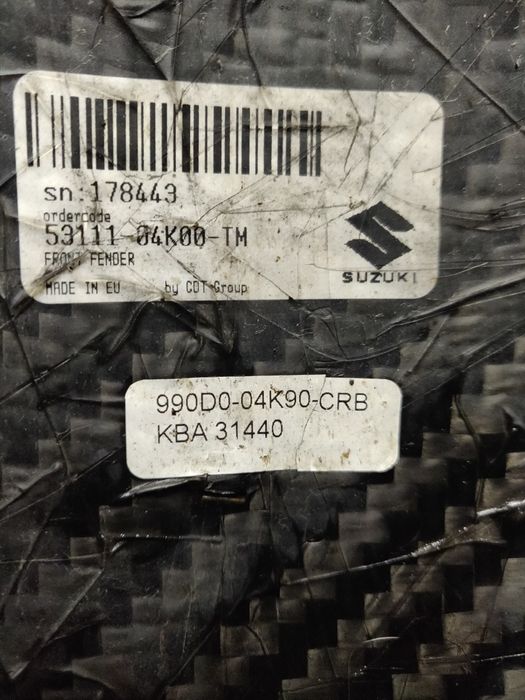 sn:178443
ordercode
53111-04K00-TM
FRONT FENDER
MADE IN EU by CDT Group
SUZUKI
990D0-04K90-CRB
KBA 31440